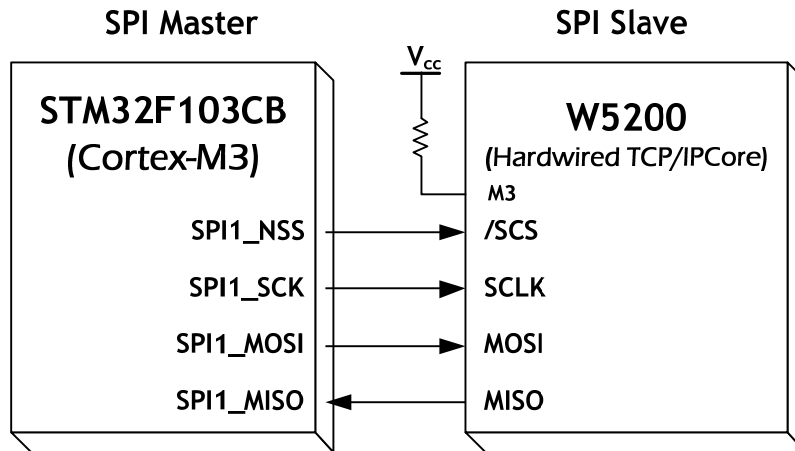 SPI Master
SPI Slave
Vcc
STM32F103CB
(Cortex-M3)
W5200
(Hardwired TCP/IPCore)
M3
SPI1_NSS
/SCS
SPI1_SCK
SCLK
SPI1_MOSI
MOSI
SPI1_MISO
MISO